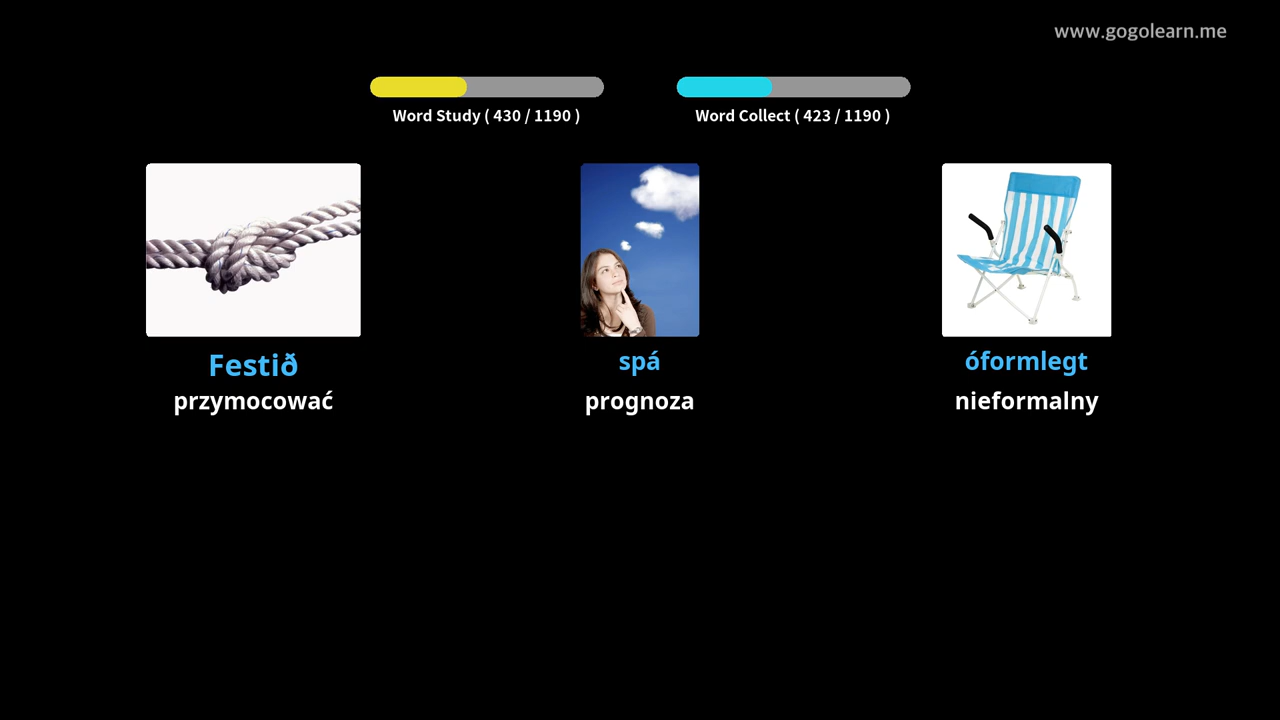 www.gogolearn.me
Word Study ( 430 / 1190 )
Word Collect ( 423 / 1190 )
Festið
przymocować
spá
prognoza
óformlegt
nieformalny